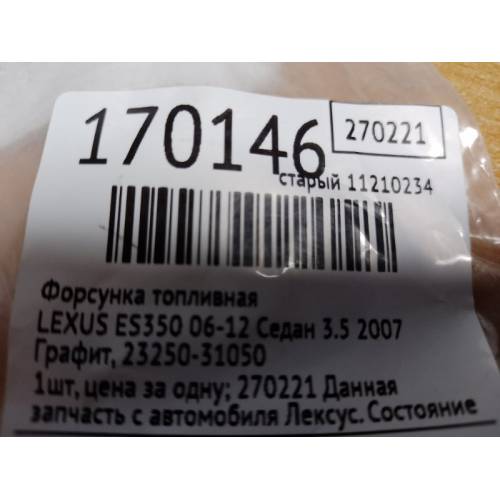 170146
270221
старый 11210234
Форсунка топливная
LEXUS ES350 06-12 Седан 3.5 2007
Графит, 23250-31050
1шт, цена за одну; 270221 Данная
запчасть с автомобиля Лексус. Состояние